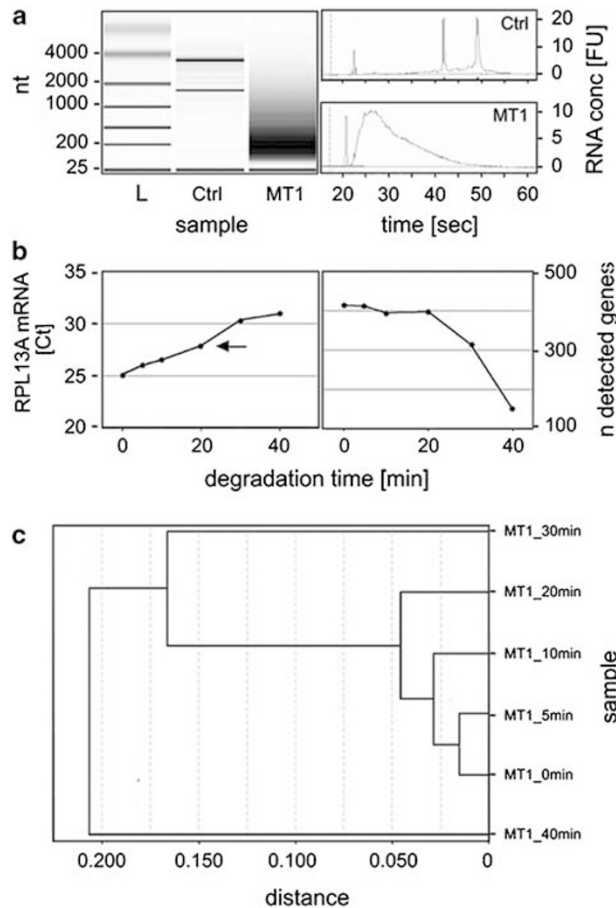 a
nt
4000
2000
1000
200
25
L Ctrl MT1
sample
Ctrl
MT1
20
10
0
10
5
0
RNA conc [FU]
20 30 40 50 60
time [sec]
b
RPL13A mRNA
[Ct]
35
30
25
20
0 20 40
0 20 40
500
300
100
n detected genes
degradation time [min]
c
MT1_30min
MT1_20min
MT1_10min
MT1_5min
MT1_0min
MT1_40min
sample
0.200 0.150 0.100 0.050 0
distance